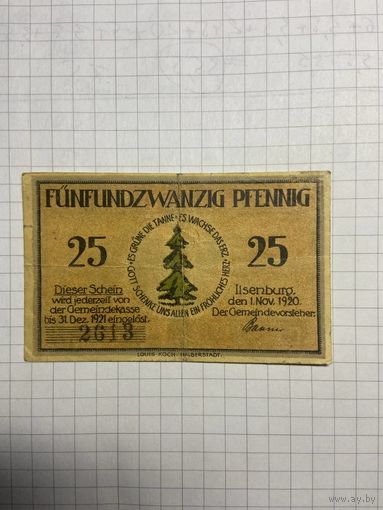 FÜNFUNDZWANZIG PFENNIG
ES GRÜNE DIE TANNE · ES WACHSE DAS ERZ · GOTT SCHENKE UNS ALLEN EIN FRÖHLICHES HERZ
25
25
Dieser Schein
wird jederzeit von
der Gemeindekasse
bis 31. Dez. 1921 eingelöst.
2613
Ilsenburg,
den 1. Nov. 1920.
Der Gemeindevorsteher:
LOUIS KOCH, HALBERSTADT.
www.ay.by